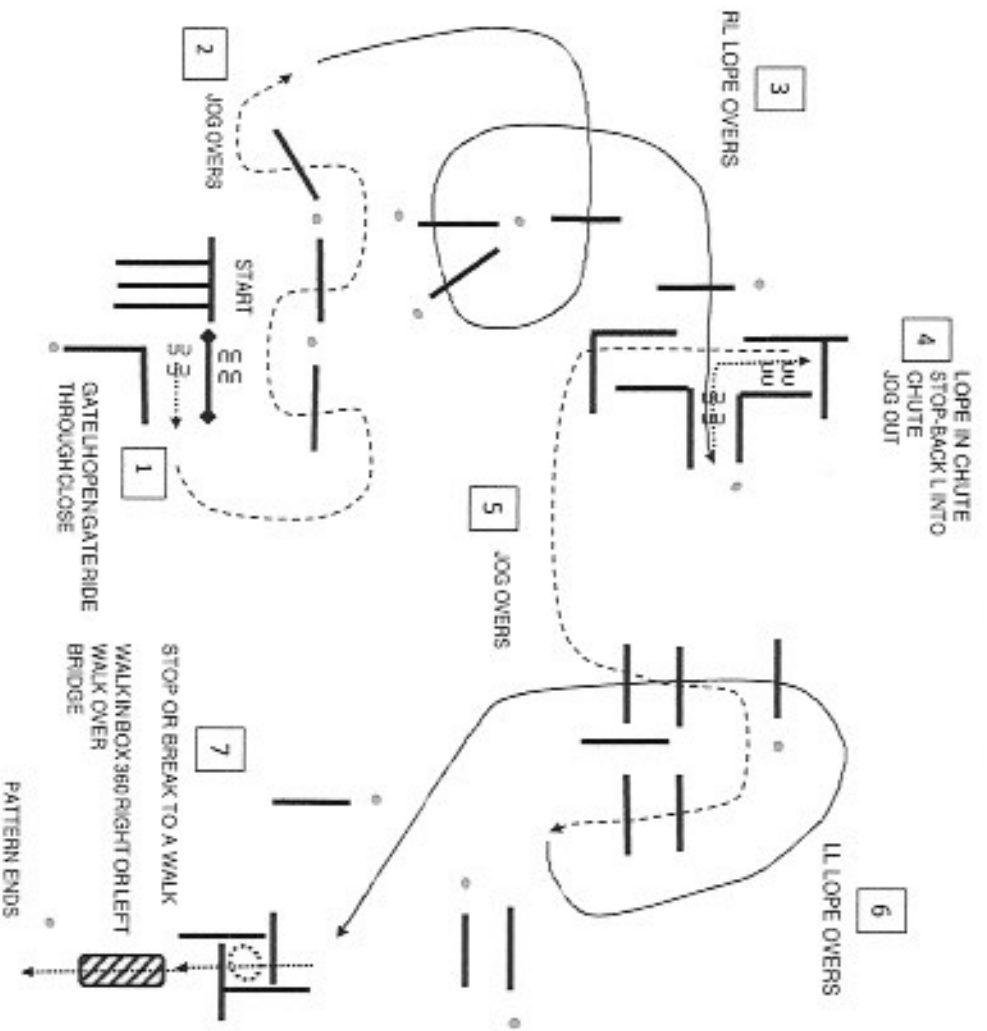 START
1
GATE LH OPEN GATE RIDE
THROUGH CLOSE
2
JOG OVERS
3
RL LOPE OVERS
4
LOPE IN CHUTE
STOP-BACK L INTO
CHUTE
JOG OUT
5
JOG OVERS
6
LL LOPE OVERS
7
STOP OR BREAK TO A WALK
WALK IN BOX 360 RIGHT OR LEFT
WALK OVER
BRIDGE
PATTERN ENDS